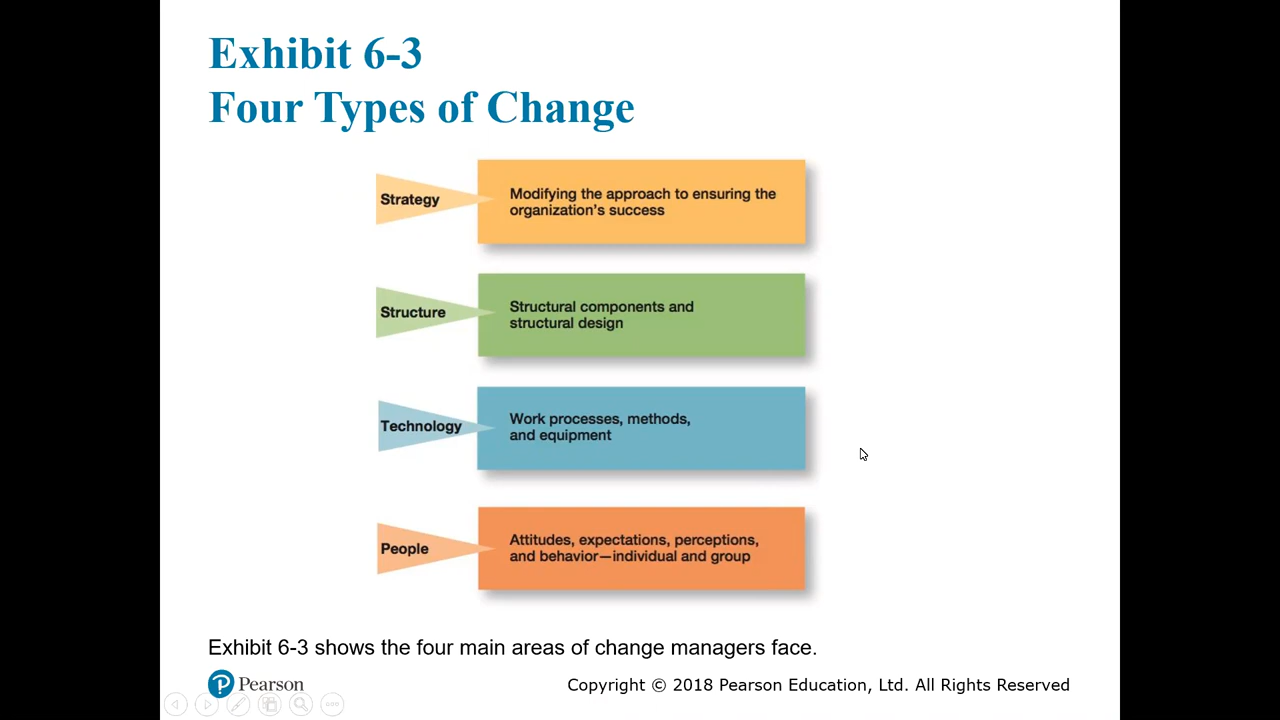 Exhibit 6-3
Four Types of Change
Strategy
Modifying the approach to ensuring the
organization's success
Structure
Structural components and
structural design
Technology
Work processes, methods,
and equipment
People
Attitudes, expectations, perceptions,
and behavior—individual and group
Exhibit 6-3 shows the four main areas of change managers face.
P Pearson
Copyright © 2018 Pearson Education, Ltd. All Rights Reserved